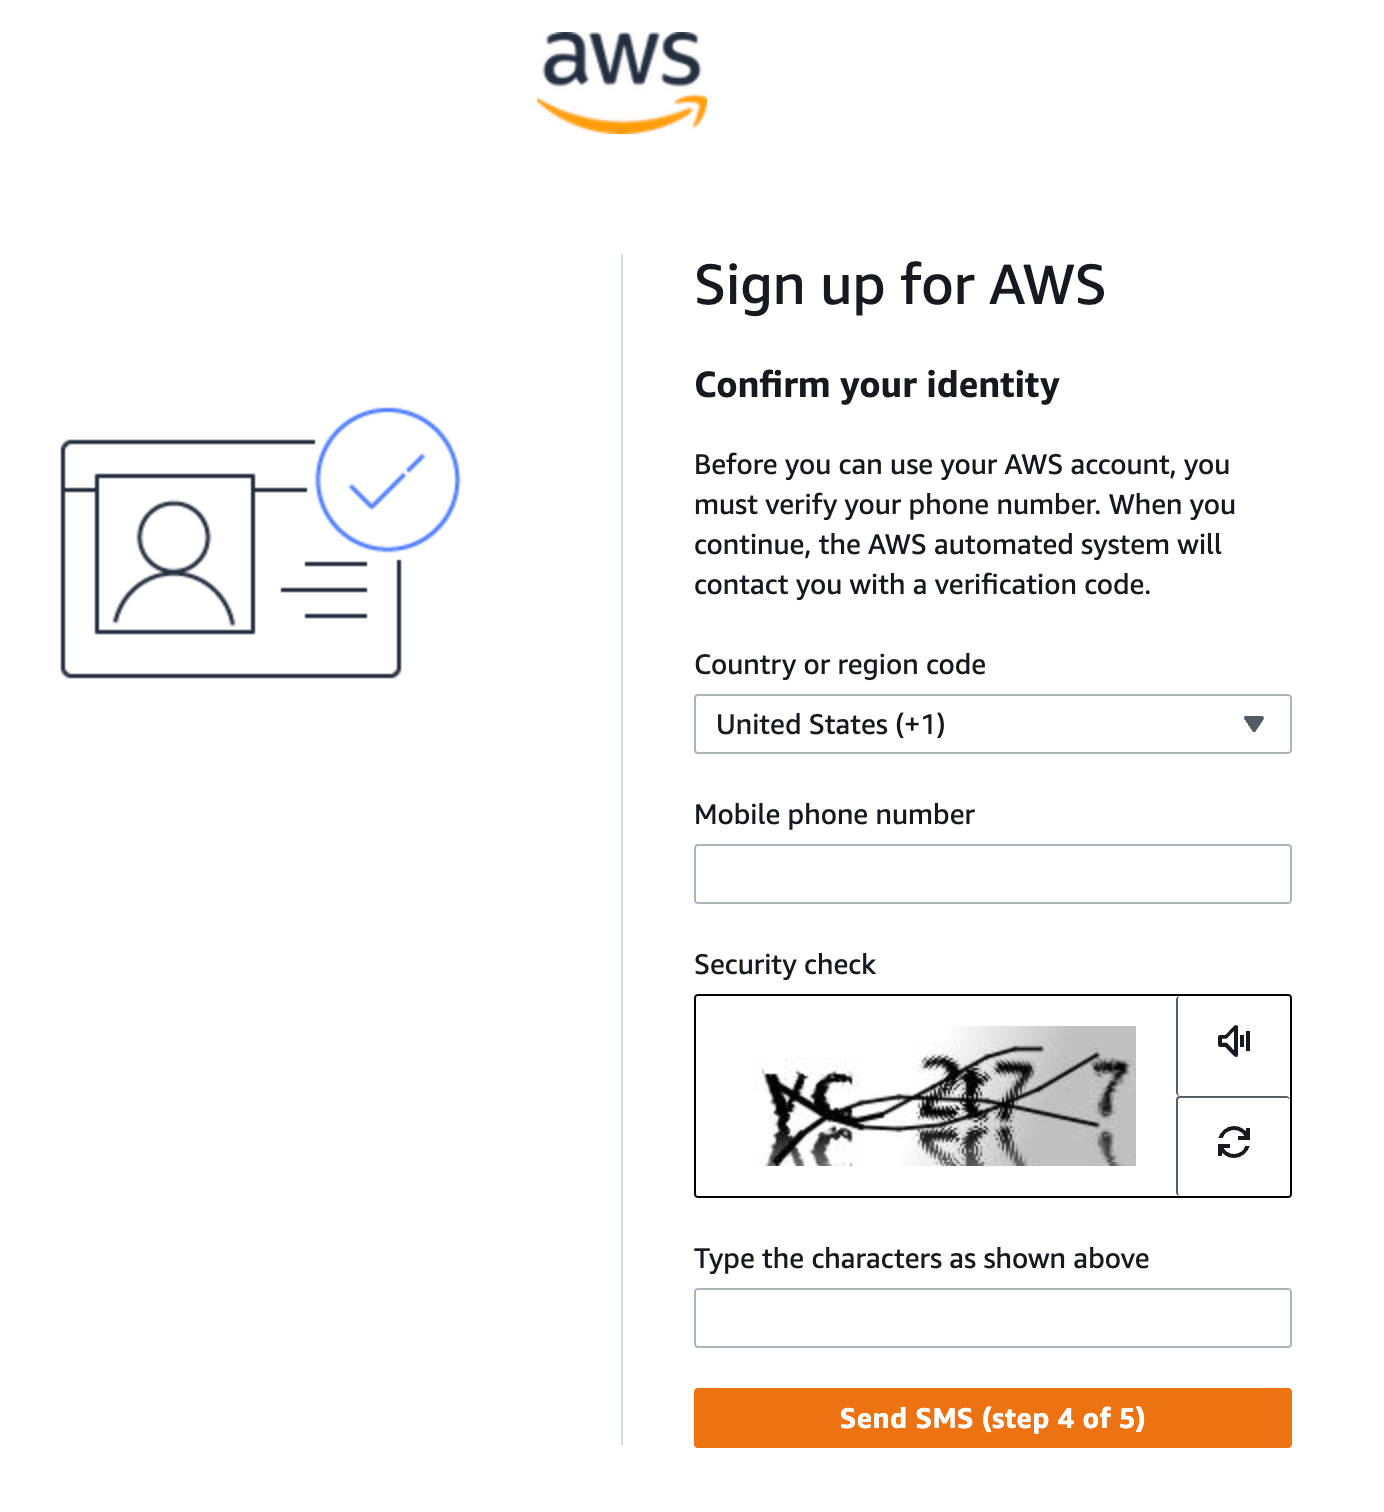 aws
Sign up for AWS
Confirm your identity
Before you can use your AWS account, you
must verify your phone number. When you
continue, the AWS automated system will
contact you with a verification code.
Country or region code
United States (+1)
Mobile phone number
Security check
Type the characters as shown above
Send SMS (step 4 of 5)